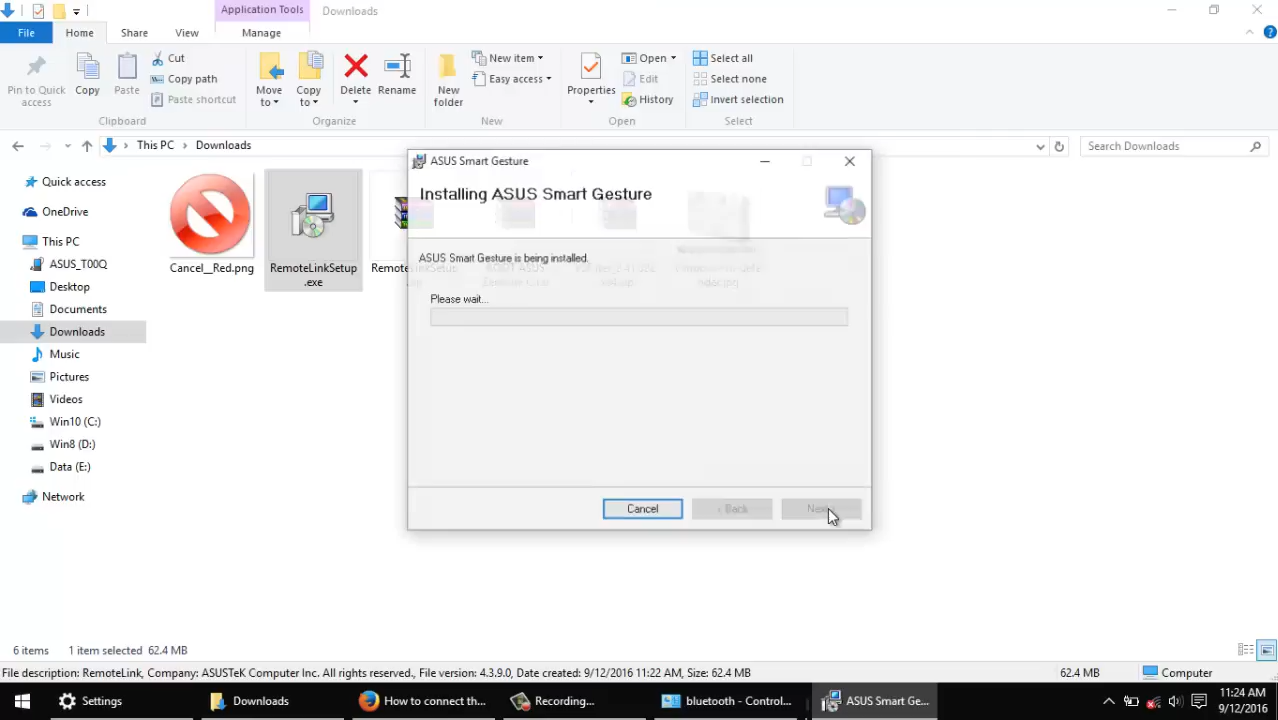 Application Tools
Downloads
File
Home
Share
View
Manage
Pin to Quick
access
Copy
Paste
Cut
Copy path
Paste shortcut
Clipboard
Move
to
Copy
to
Delete
Rename
Organize
New
folder
New item
Easy access
New
Properties
Open
Edit
History
Open
Select all
Select none
Invert selection
Select
This PC
Downloads
Search Downloads
Quick access
OneDrive
This PC
ASUS_T00Q
Desktop
Documents
Downloads
Music
Pictures
Videos
Win10 (C:)
Win8 (D:)
Data (E:)
Network
Cancel__Red.png
RemoteLinkSetup
.exe
ASUS Smart Gesture
Installing ASUS Smart Gesture
ASUS Smart Gesture is being installed.
Please wait...
Cancel
< Back
6 items
1 item selected 62.4 MB
File description: RemoteLink, Company: ASUSTeK Computer Inc. All rights reserved., File version: 4.3.9.0, Date created: 9/12/2016 11:22 AM, Size: 62.4 MB
62.4 MB
Computer
Settings
Downloads
How to connect th...
Recording...
bluetooth - Control...
ASUS Smart Ge...
11:24 AM
9/12/2016